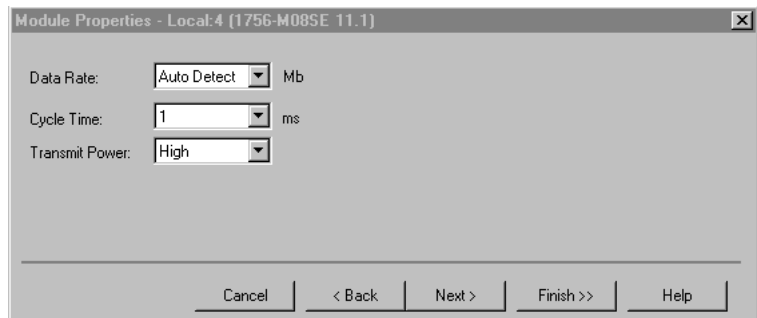 Module Properties - Local:4 (1756-M08SE 11.1)
Data Rate: Auto Detect Mb
Cycle Time: 1 ms
Transmit Power: High
Cancel < Back Next > Finish >> Help